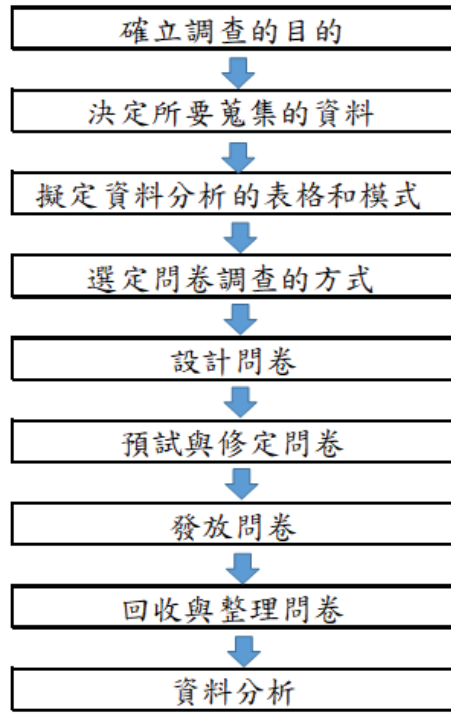 確立調查的目的
決定所要蒐集的資料
擬定資料分析的表格和模式
選定問卷調查的方式
設計問卷
預試與修定問卷
發放問卷
回收與整理問卷
資料分析